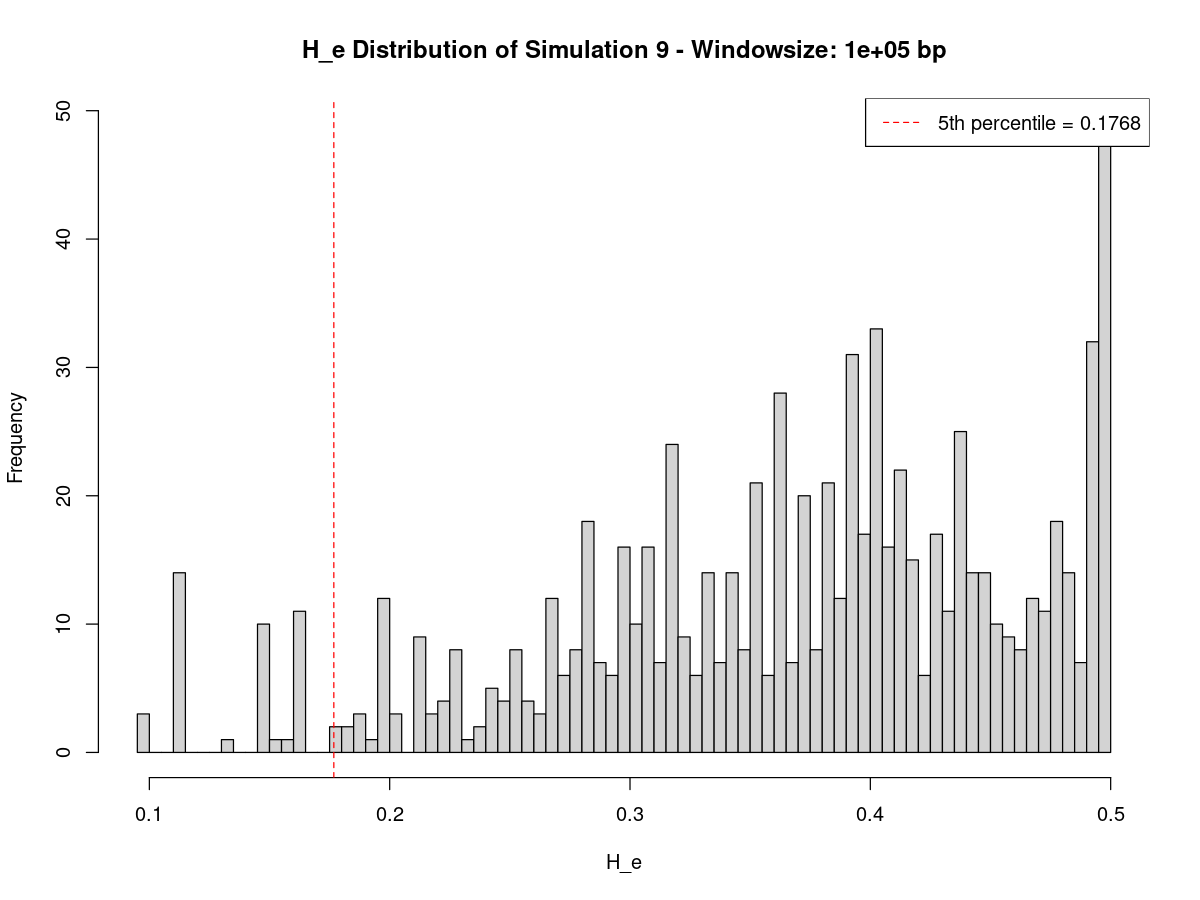 H_e Distribution of Simulation 9 - Windowsize: 1e+05 bp
5th percentile = 0.1768
Frequency
50
40
30
20
10
0
0.1 0.2 0.3 0.4 0.5
H_e